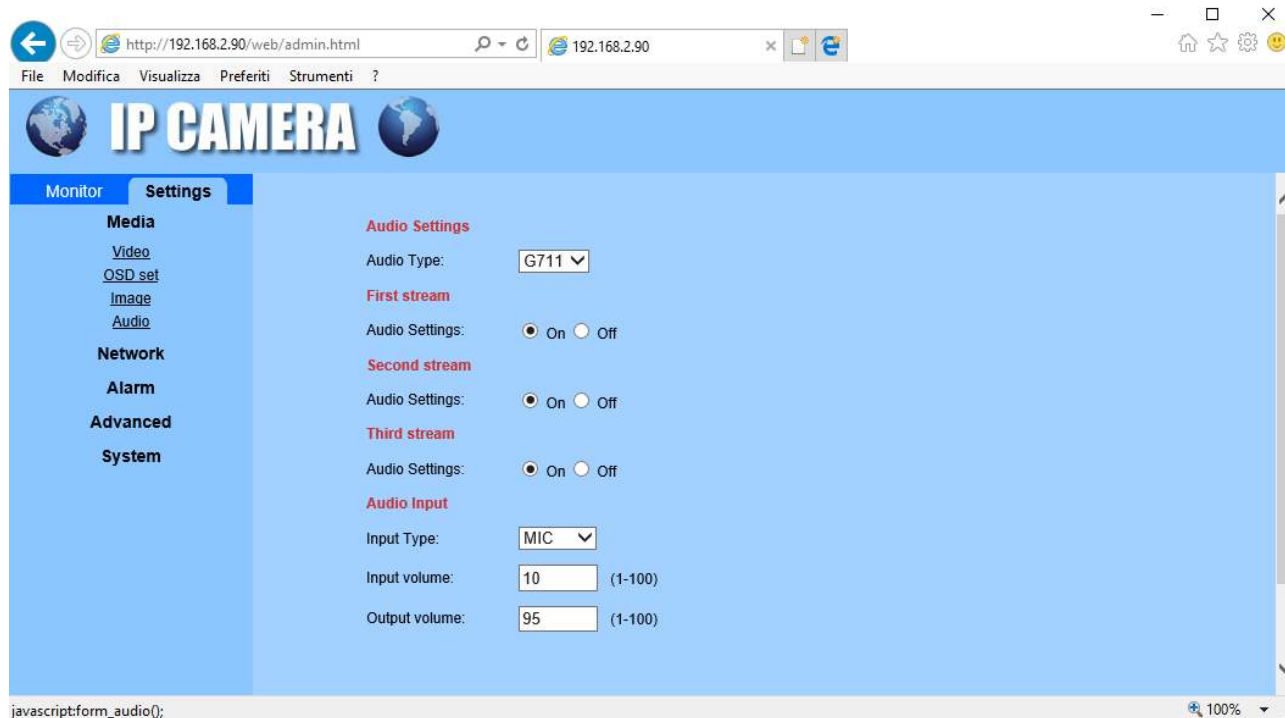 http://192.168.2.90/web/admin.html
192.168.2.90
File Modifica Visualizza Preferiti Strumenti ?
IP CAMERA
Monitor Settings
Media
Video
OSD set
Image
Audio
Network
Alarm
Advanced
System
Audio Settings
Audio Type: G711
First stream
Audio Settings: On Off
Second stream
Audio Settings: On Off
Third stream
Audio Settings: On Off
Audio Input
Input Type: MIC
Input volume: 10 (1-100)
Output volume: 95 (1-100)
javascript:form_audio();
100%